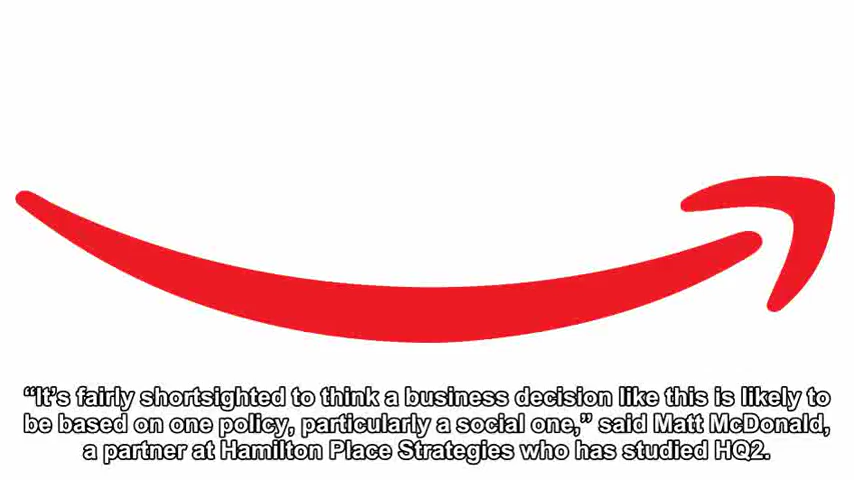 “It’s fairly shortsighted to think a business decision like this is likely to
be based on one policy, particularly a social one,” said Matt McDonald,
a partner at Hamilton Place Strategies who has studied HQ2.